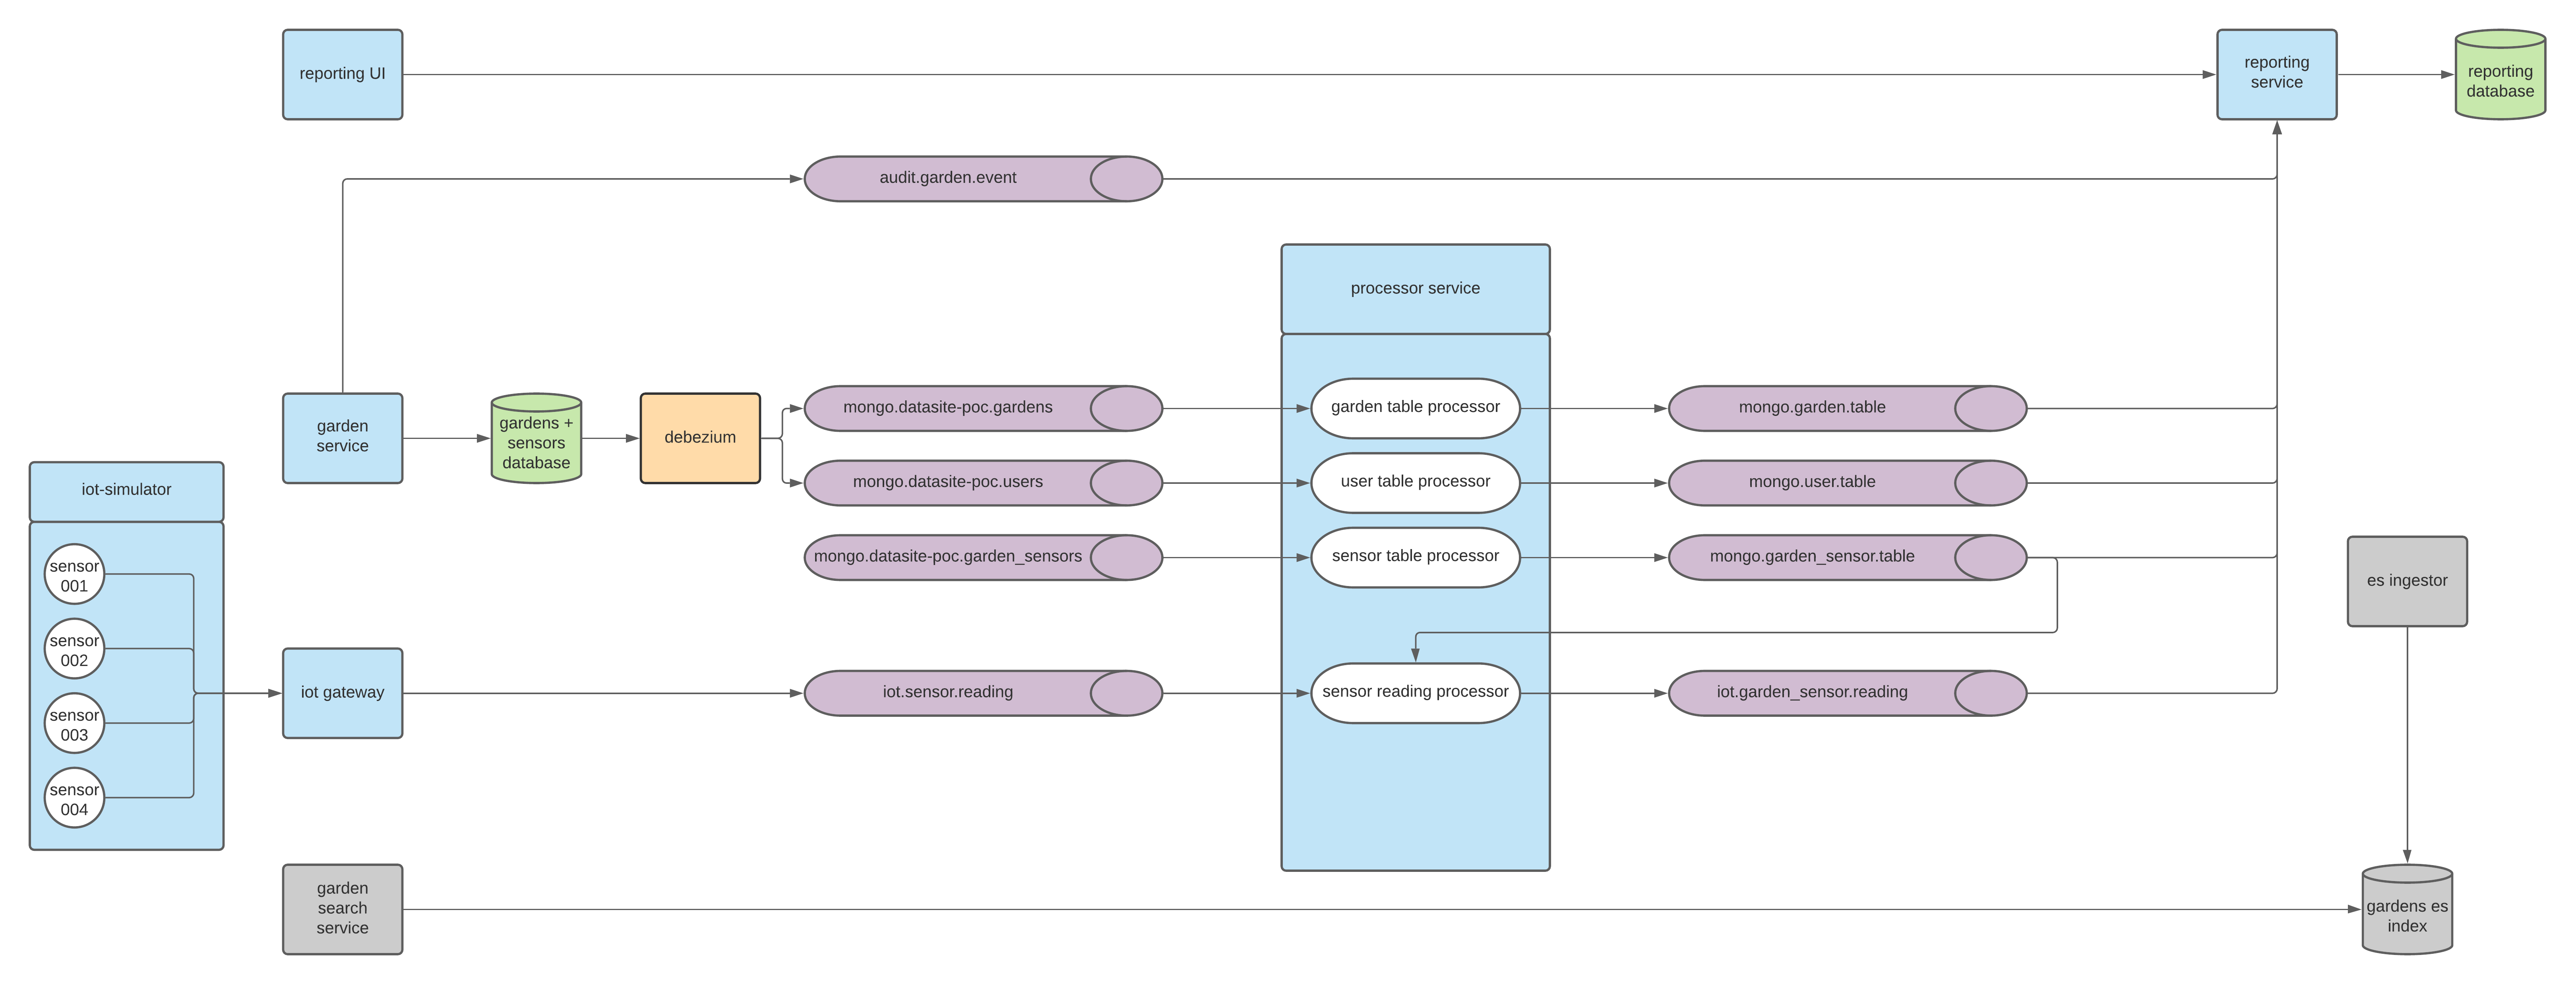 reporting UI
reporting
service
reporting
database
audit.garden.event
processor service
garden
service
gardens +
sensors
database
debezium
mongo.datasite-poc.gardens
garden table processor
mongo.garden.table
mongo.datasite-poc.users
user table processor
mongo.user.table
iot-simulator
mongo.datasite-poc.garden_sensors
sensor table processor
mongo.garden_sensor.table
es ingestor
sensor
001
sensor
002
sensor
003
sensor
004
iot gateway
iot.sensor.reading
sensor reading processor
iot.garden_sensor.reading
garden
search
service
gardens es
index